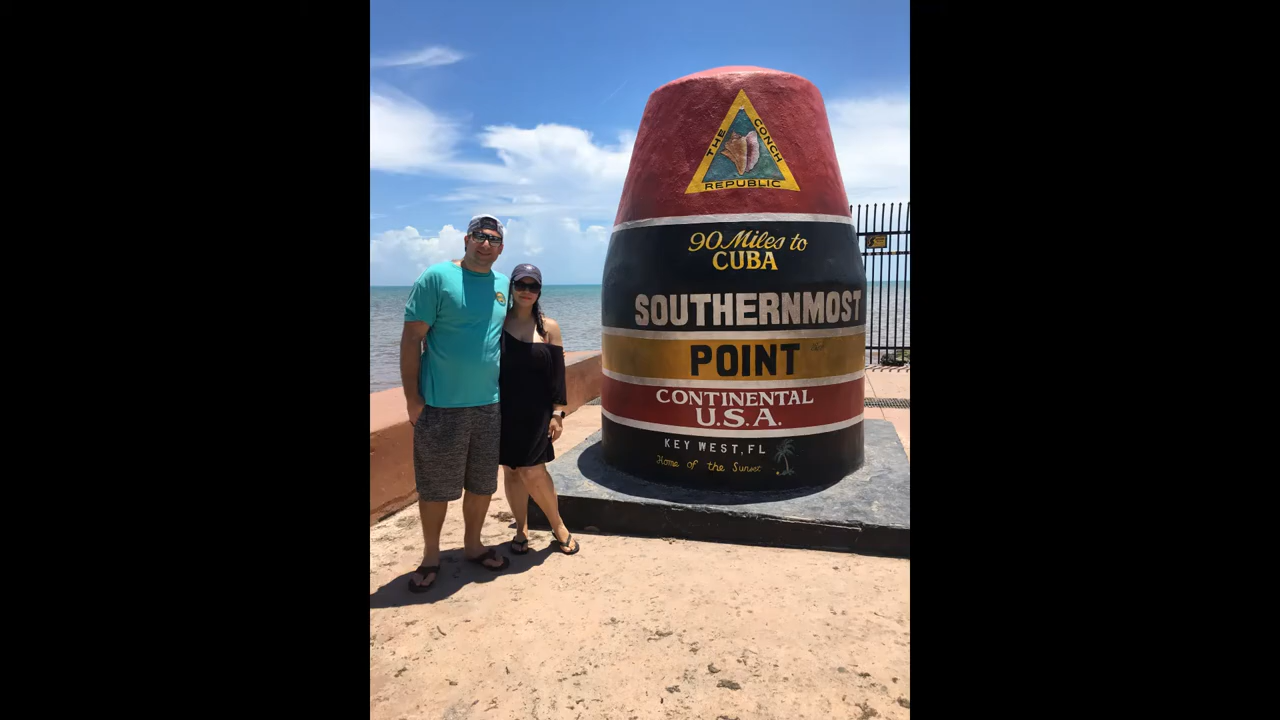 THE CONCH
REPUBLIC
90 Miles to
CUBA
SOUTHERNMOST
POINT
CONTINENTAL
U.S.A.
KEY WEST, FL
Home of the Sunset